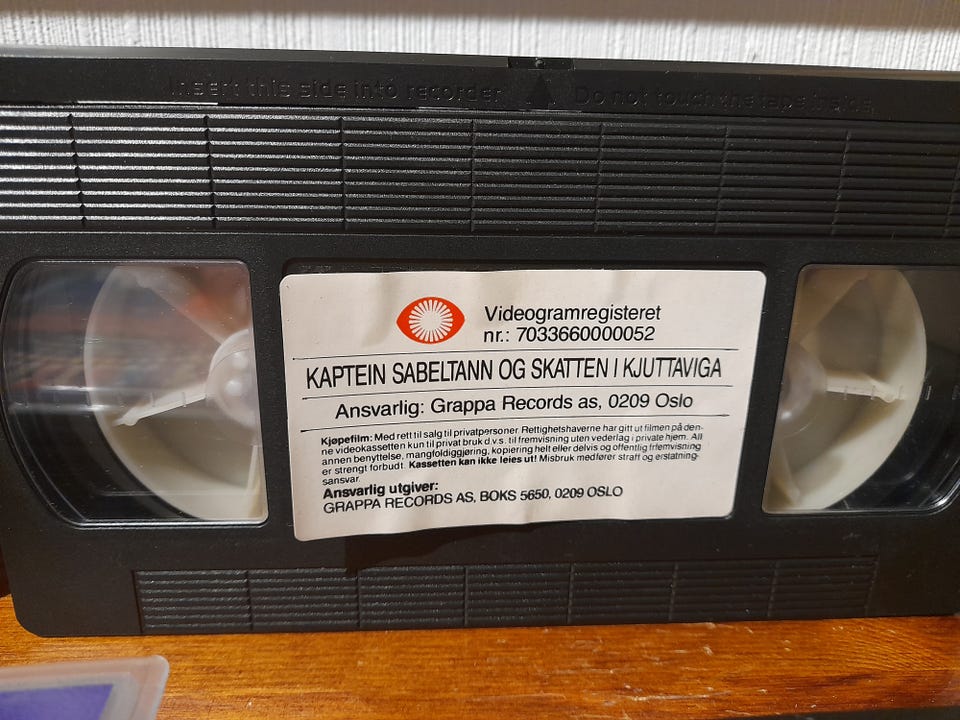 Insert this side into recorder Do not touch the tape inside
Videogramregisteret
nr.: 7033660000052
KAPTEIN SABELTANN OG SKATTEN I KJUTTAVIGA
Ansvarlig: Grappa Records as, 0209 Oslo
Kjøpefilm: Med rett til salg til privatpersoner. Rettighetshaverne har gitt ut filmen på den-
ne videokassetten kun til privat bruk d.v.s. til fremvisning uten vederlag i private hjem. All
annen benyttelse, mangfoldiggjøring, kopiering helt eller delvis og offentlig frfemvisning
er strengt forbudt. Kassetten kan ikke leies ut! Misbruk medfører straff og erstatning-
sansvar.
Ansvarlig utgiver:
GRAPPA RECORDS AS, BOKS 5650, 0209 OSLO